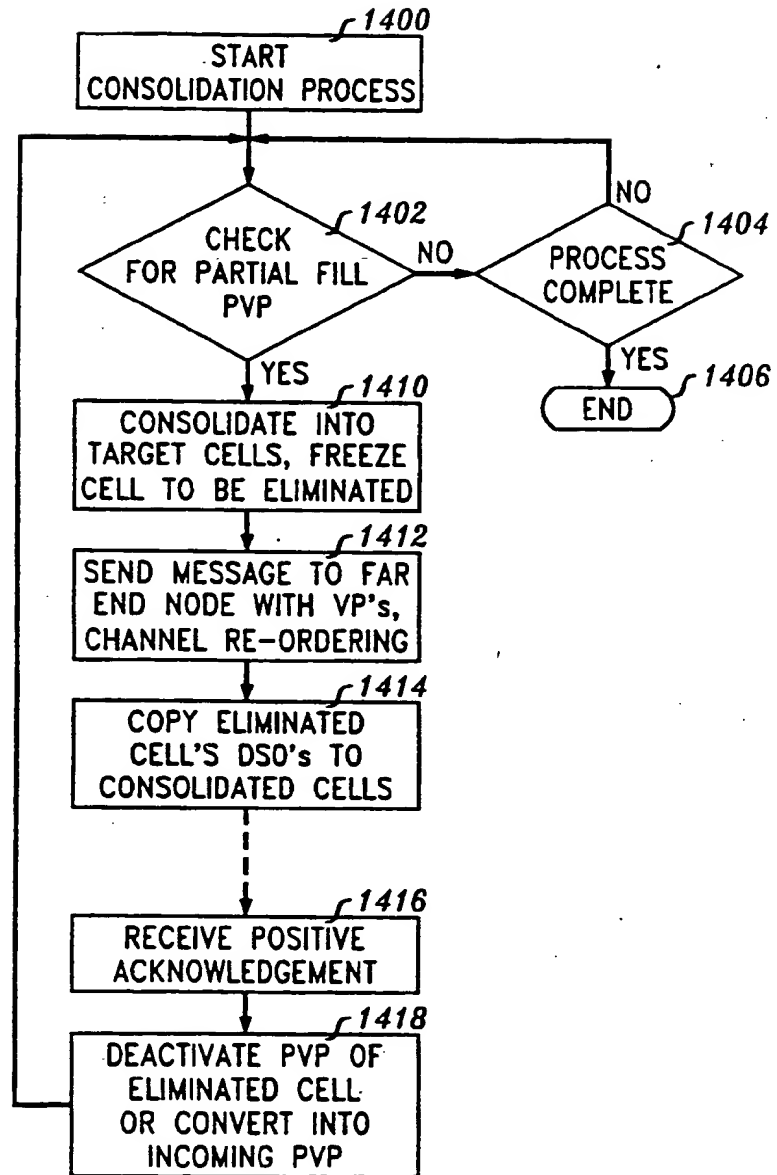 1400
START
CONSOLIDATION PROCESS
1402
CHECK
FOR PARTIAL FILL
PVP
NO
NO
1404
PROCESS
COMPLETE
YES
1406
END
YES
1410
CONSOLIDATE INTO
TARGET CELLS, FREEZE
CELL TO BE ELIMINATED
1412
SEND MESSAGE TO FAR
END NODE WITH VP's,
CHANNEL RE-ORDERING
1414
COPY ELIMINATED
CELL'S DSO's TO
CONSOLIDATED CELLS
1416
RECEIVE POSITIVE
ACKNOWLEDGEMENT
1418
DEACTIVATE PVP OF
ELIMINATED CELL
OR CONVERT INTO
INCOMING PVP